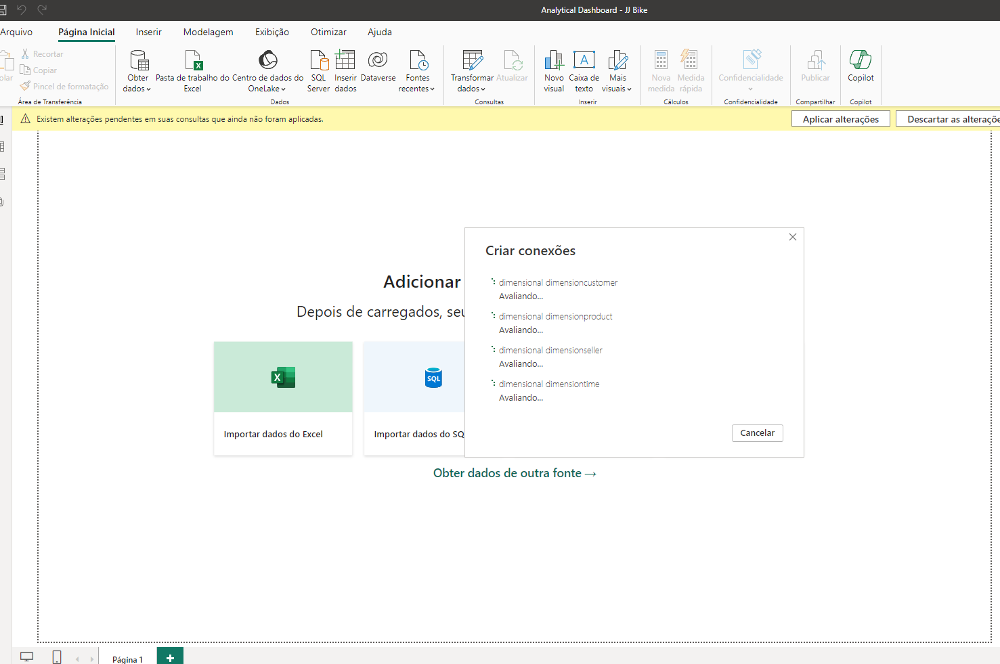 Analytical Dashboard - JJ Bike
Arquivo
Página Inicial
Inserir
Modelagem
Exibição
Otimizar
Ajuda
Recortar
Copiar
Pincel de formatação
Área de Transferência
Obter dados
Pasta de trabalho do Excel
Centro de dados do OneLake
SQL Server
Inserir dados
Dataverse
Fontes recentes
Dados
Transformar dados
Atualizar
Consultas
Novo visual
Caixa de texto
Mais visuais
Inserir
Nova medida
Medida rápida
Cálculos
Confidencialidade
Confidencialidade
Publicar
Compartilhar
Copilot
Copilot
Existem alterações pendentes em suas consultas que ainda não foram aplicadas.
Aplicar alterações
Descartar as
Adicionar
Depois de carregados,
Importar dados do Excel
SQL
Importar dados do
Obter dados de outra fonte →
Criar conexões
dimensional dimensioncustomer
Avaliando...
dimensional dimensionproduct
Avaliando...
dimensional dimensionseller
Avaliando...
dimensional dimensiontime
Avaliando...
Cancelar
Página 1